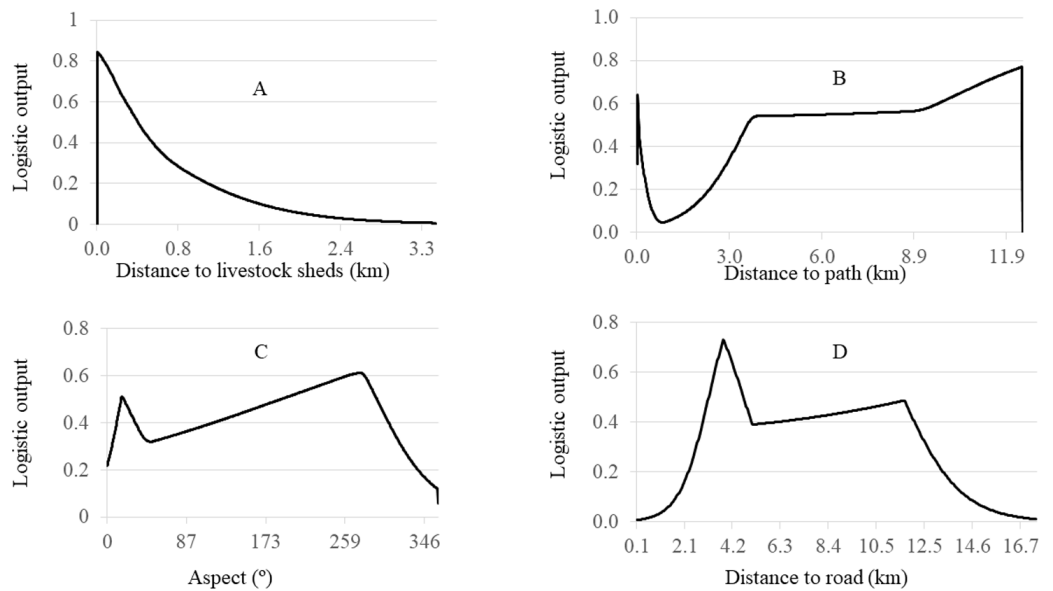 1
0.8
0.6
0.4
0.2
0
Logistic output
A
0.0 0.8 1.6 2.4 3.3
Distance to livestock sheds (km)
1.0
0.8
0.6
0.4
0.2
0.0
Logistic output
B
0.0 3.0 6.0 8.9 11.9
Distance to path (km)
0.8
0.6
0.4
0.2
0
Logistic output
C
0 87 173 259 346
Aspect (º)
0.8
0.6
0.4
0.2
0.0
Logistic output
D
0.1 2.1 4.2 6.3 8.4 10.5 12.5 14.6 16.7
Distance to road (km)